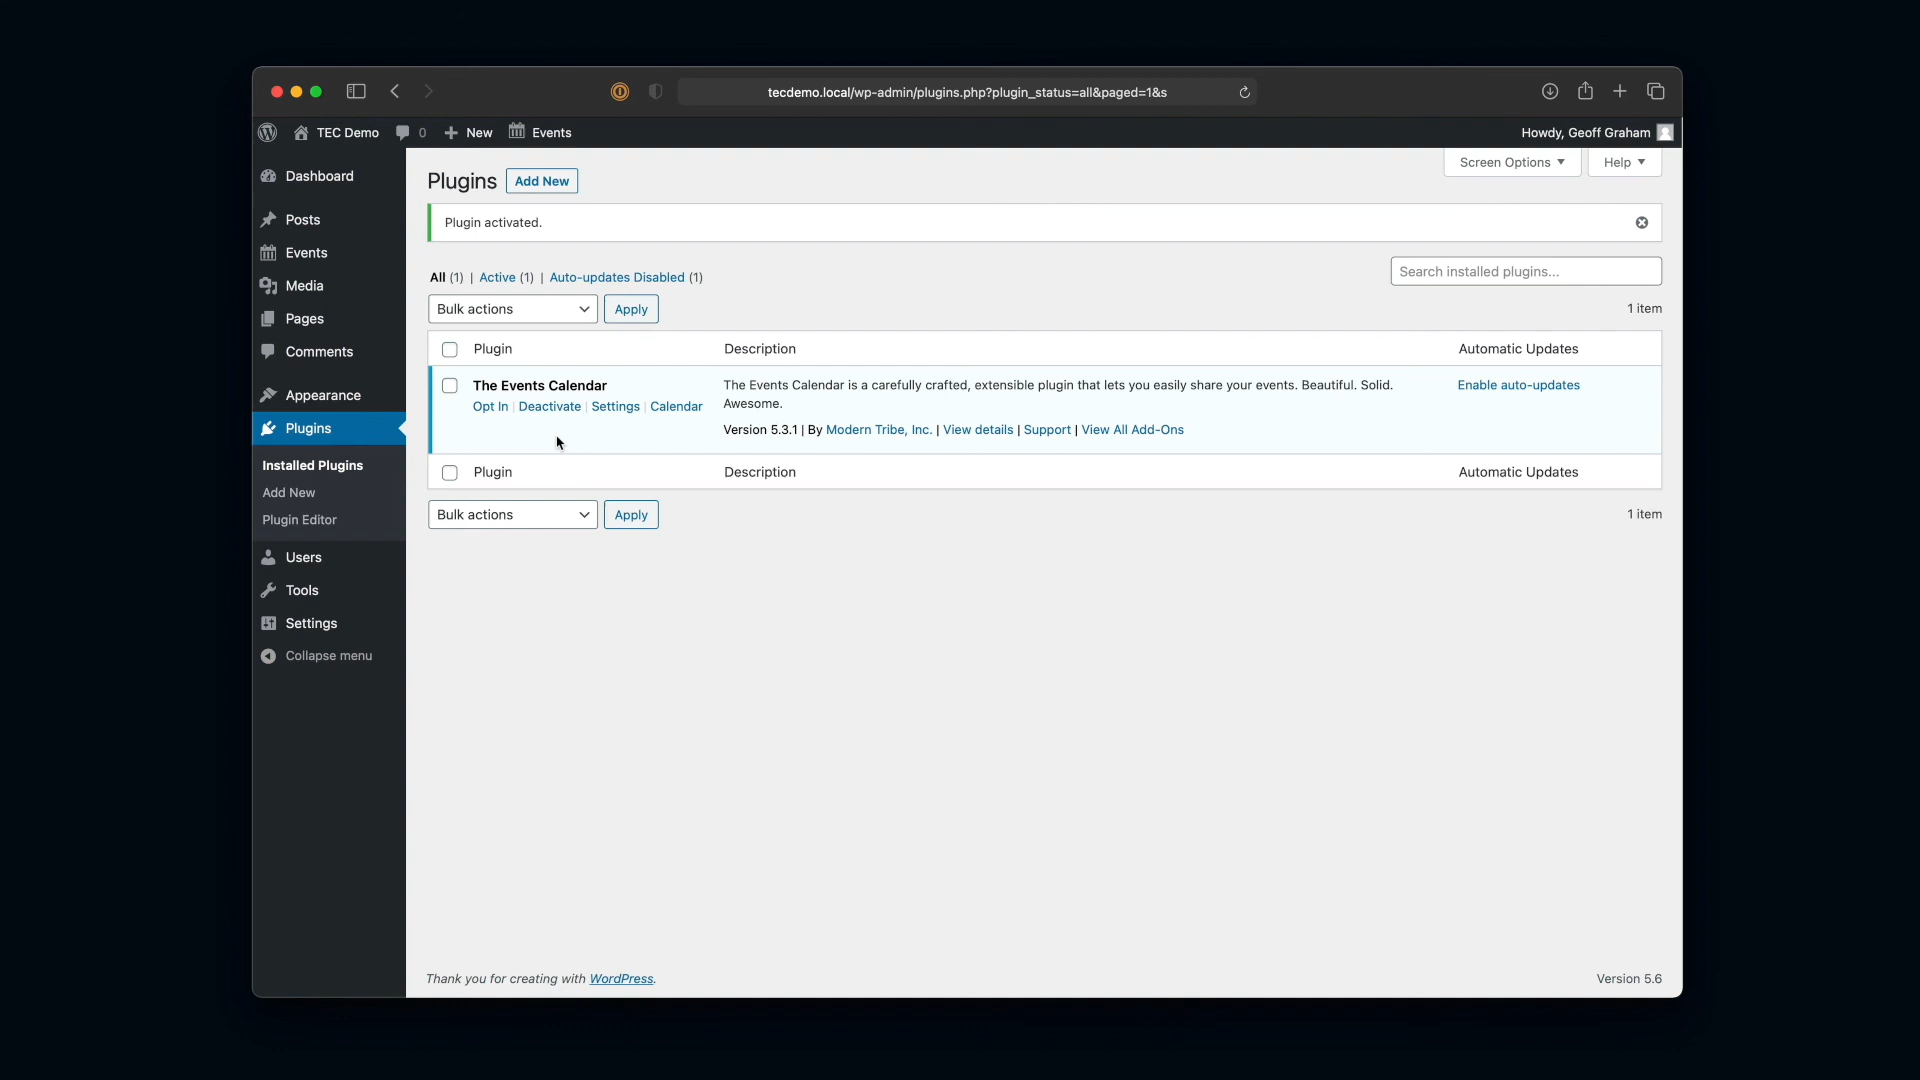 tecdemo.local/wp-admin/plugins.php?plugin_status=all&paged=1&s
TEC Demo 0 New Events Howdy, Geoff Graham
Screen Options Help
Dashboard
Posts
Events
Media
Pages
Comments
Appearance
Plugins
Installed Plugins
Add New
Plugin Editor
Users
Tools
Settings
Collapse menu
Plugins Add New
Plugin activated.
All (1) | Active (1) | Auto-updates Disabled (1)
Search installed plugins...
Bulk actions Apply 1 item
Plugin Description Automatic Updates
The Events Calendar
Opt In | Deactivate | Settings | Calendar
The Events Calendar is a carefully crafted, extensible plugin that lets you easily share your events. Beautiful. Solid.
Awesome.
Version 5.3.1 | By Modern Tribe, Inc. | View details | Support | View All Add-Ons
Enable auto-updates
Plugin Description Automatic Updates
Bulk actions Apply 1 item
Thank you for creating with WordPress. Version 5.6